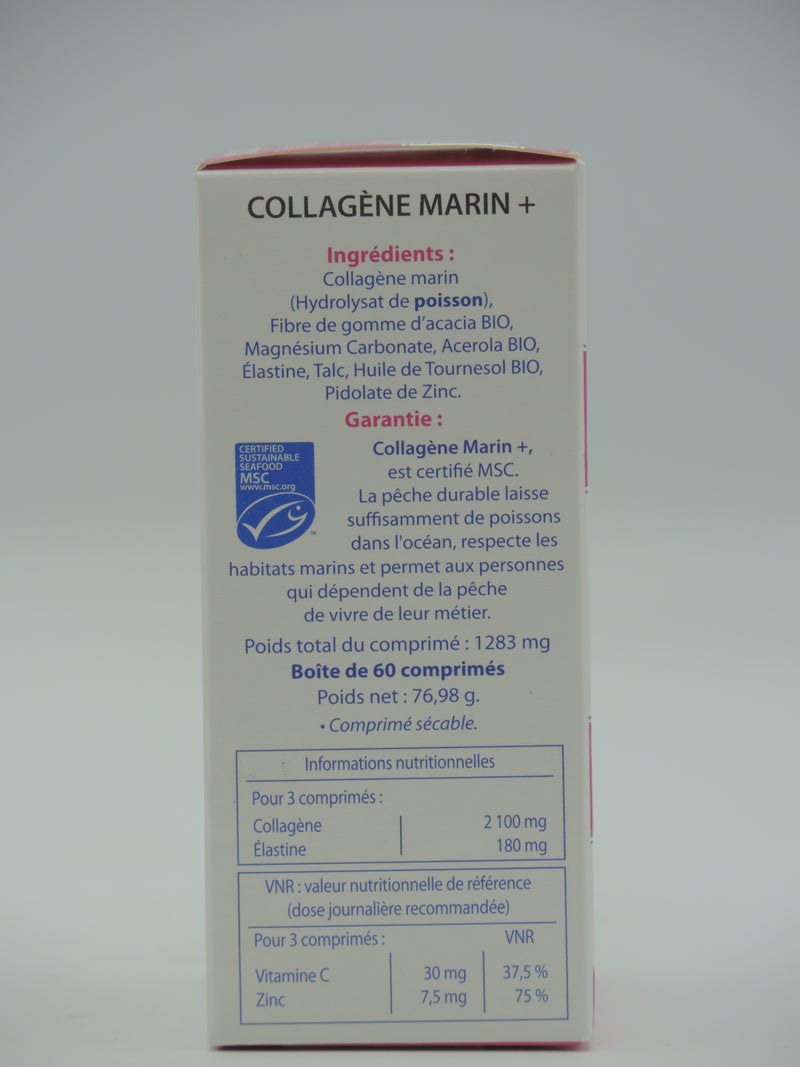 COLLAGÈNE MARIN +
Ingrédients :
Collagène marin
(Hydrolysat de poisson),
Fibre de gomme d'acacia BIO,
Magnésium Carbonate, Acerola BIO,
Élastine, Talc, Huile de Tournesol BIO,
Pidolate de Zinc.
Garantie :
CERTIFIED
SUSTAINABLE
SEAFOOD
MSC
www.msc.org
TM
Collagène Marin +,
est certifié MSC.
La pêche durable laisse
suffisamment de poissons
dans l'océan, respecte les
habitats marins et permet aux personnes
qui dépendent de la pêche
de vivre de leur métier.
Poids total du comprimé : 1283 mg
Boîte de 60 comprimés
Poids net : 76,98 g.
• Comprimé sécable.
Informations nutritionnelles
Pour 3 comprimés :
Collagène 2 100 mg
Élastine 180 mg
VNR : valeur nutritionnelle de référence
(dose journalière recommandée)
Pour 3 comprimés : VNR
Vitamine C 30 mg 37,5 %
Zinc 7,5 mg 75 %